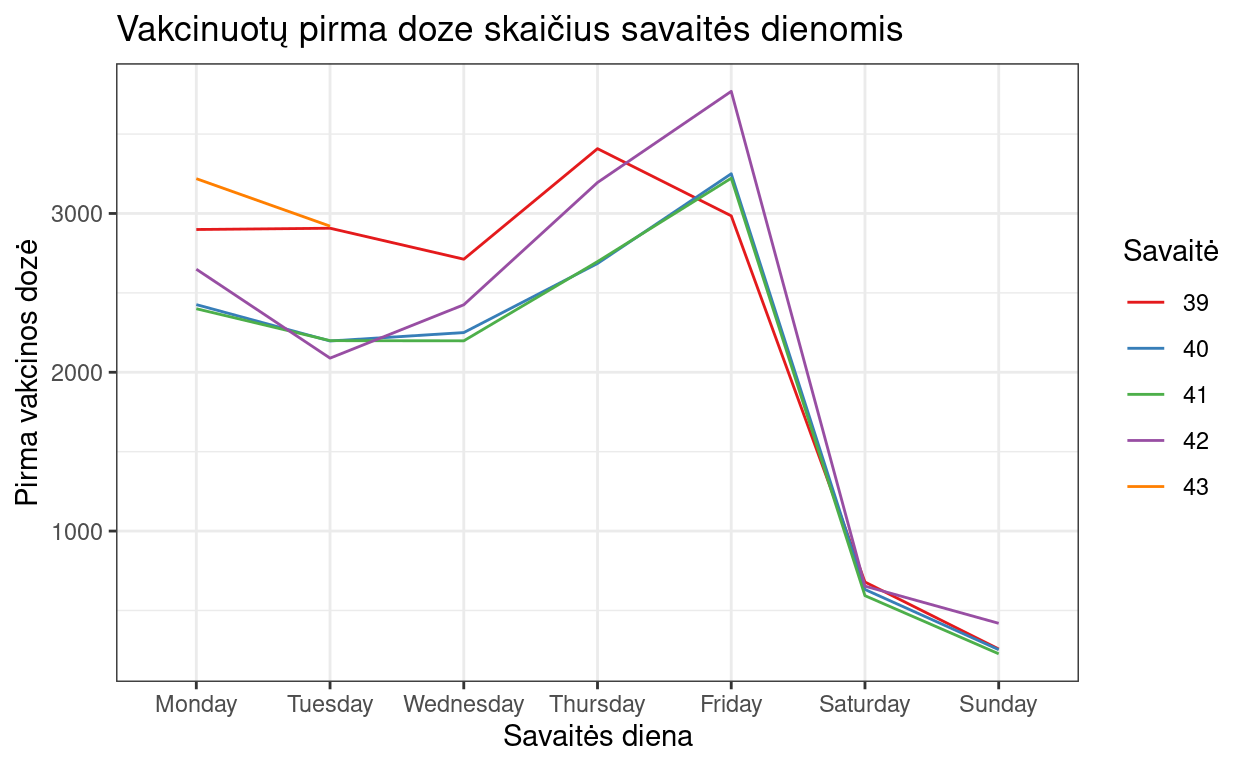 Vakcinuotų pirma doze skaičius savaitės dienomis
Pirma vakcinos dozė
3000
2000
1000
Monday Tuesday Wednesday Thursday Friday Saturday Sunday
Savaitės diena
Savaitė
39
40
41
42
43